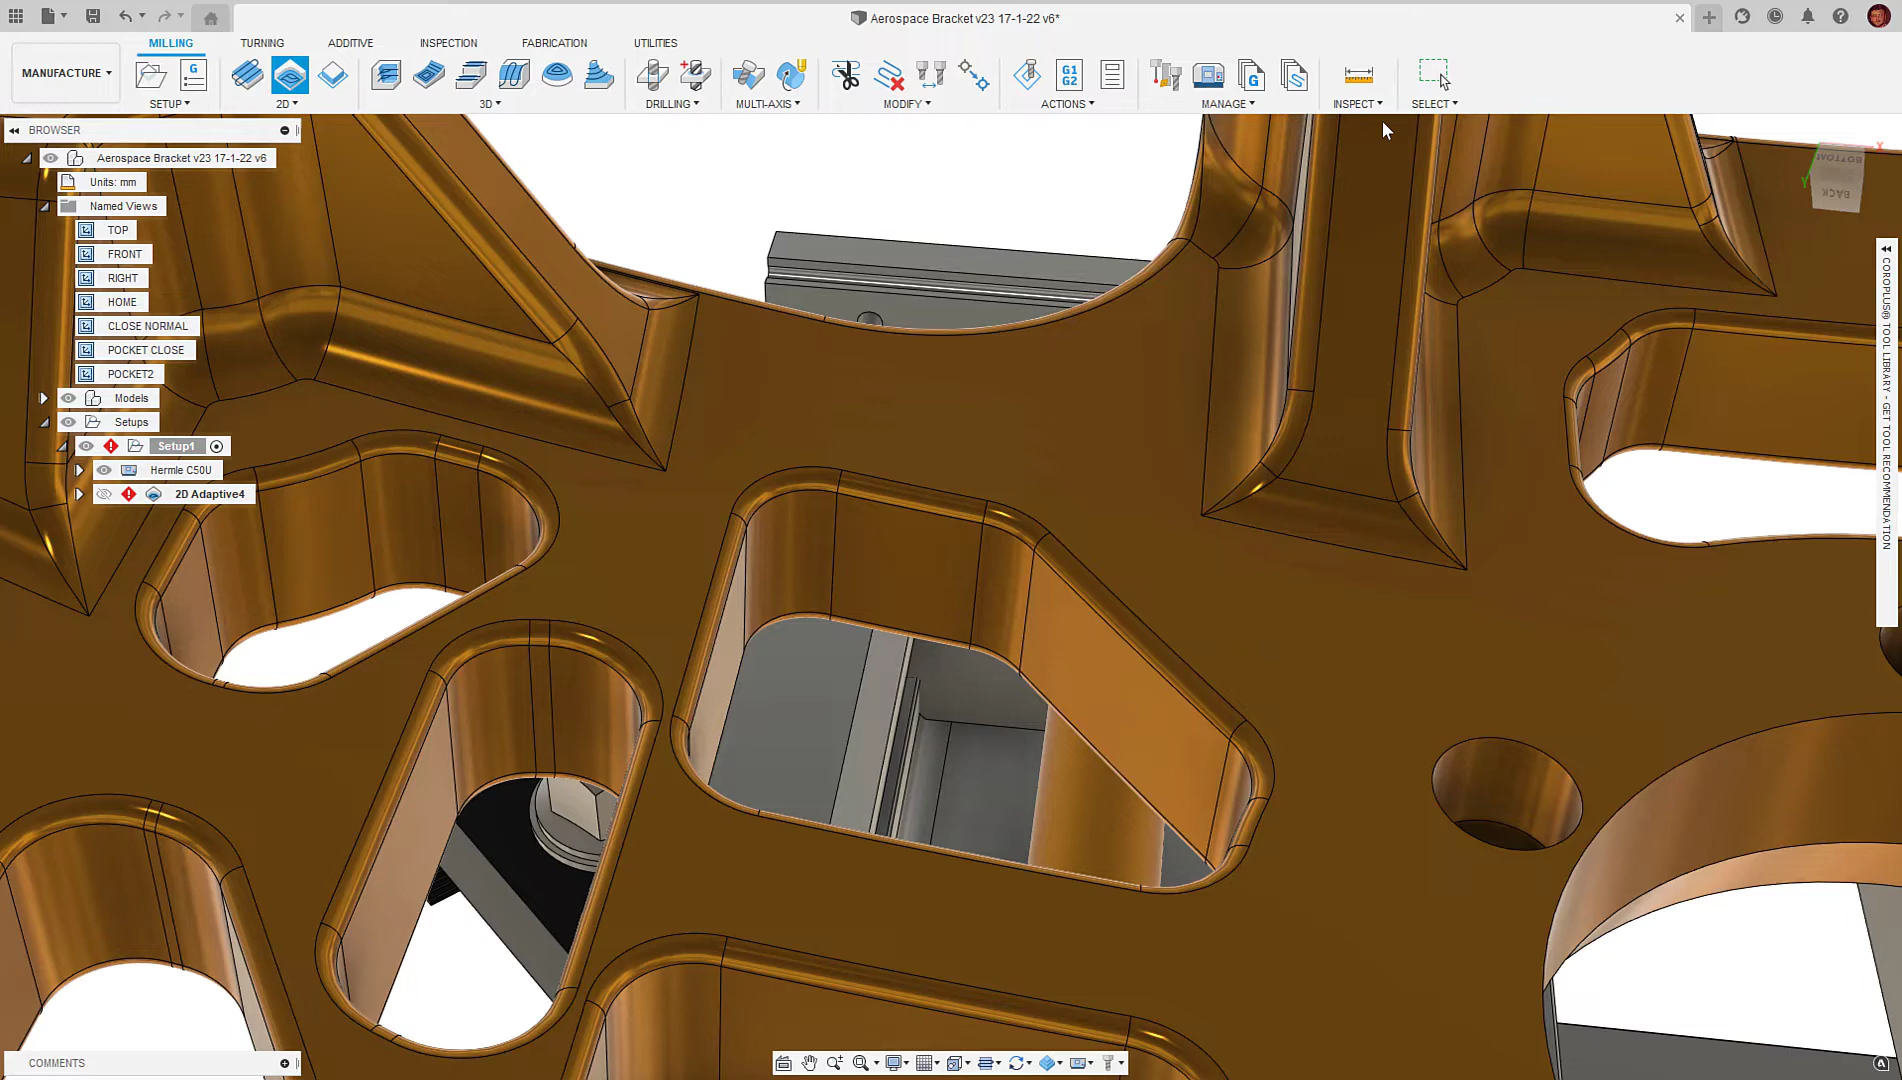 Aerospace Bracket v23 17-1-22 v6*
MILLING TURNING ADDITIVE INSPECTION FABRICATION UTILITIES
MANUFACTURE
G
G1
G2
G
SETUP 2D 3D DRILLING MULTI-AXIS MODIFY ACTIONS MANAGE INSPECT SELECT
BROWSER
Aerospace Bracket v23 17-1-22 v6
Units: mm
Named Views
TOP
FRONT
RIGHT
HOME
CLOSE NORMAL
POCKET CLOSE
POCKET2
Models
Setups
Setup1
Hermle C50U
2D Adaptive4
X
Y
BOTTOM
BACK
COROPLUS® TOOL LIBRARY - GET TOOL RECOMMENDATION
COMMENTS